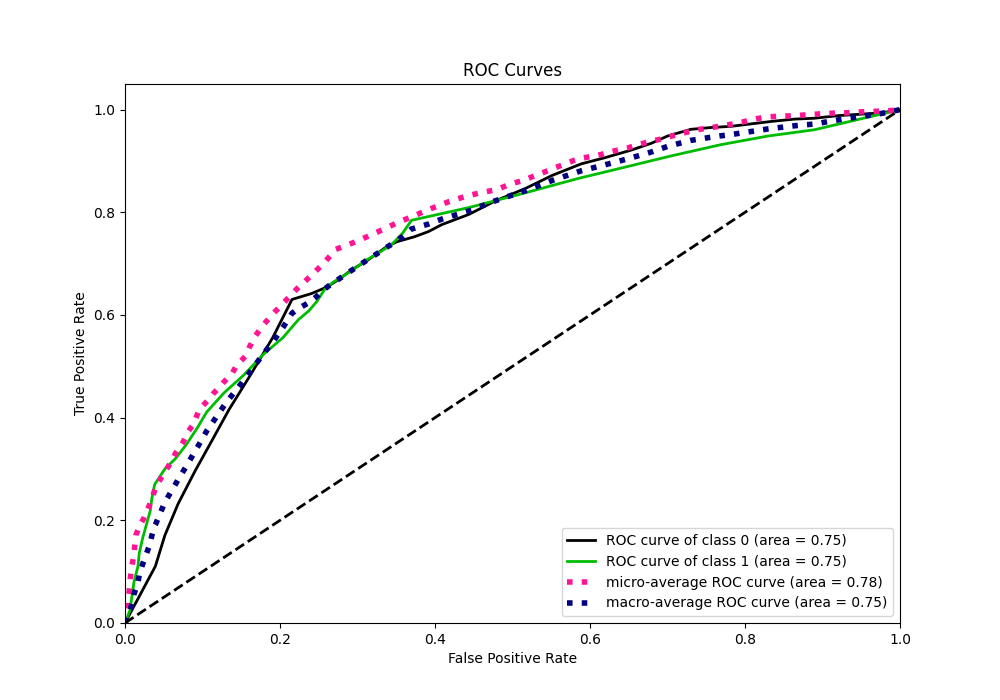 ROC Curves
True Positive Rate
1.0
0.8
0.6
0.4
0.2
0.0
0.0 0.2 0.4 0.6 0.8 1.0
False Positive Rate
ROC curve of class 0 (area = 0.75)
ROC curve of class 1 (area = 0.75)
micro-average ROC curve (area = 0.78)
macro-average ROC curve (area = 0.75)